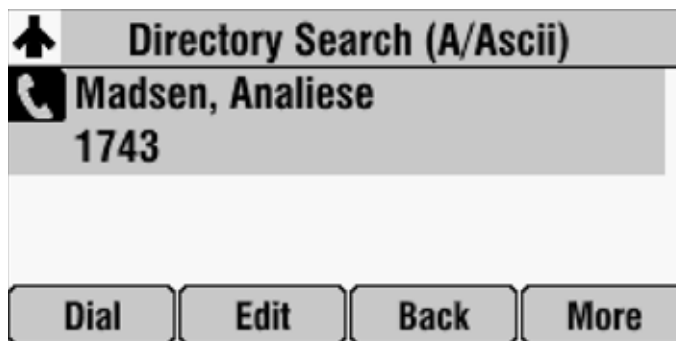 Directory Search (A/Ascii)
Madsen, Analiese
1743
Dial Edit Back More